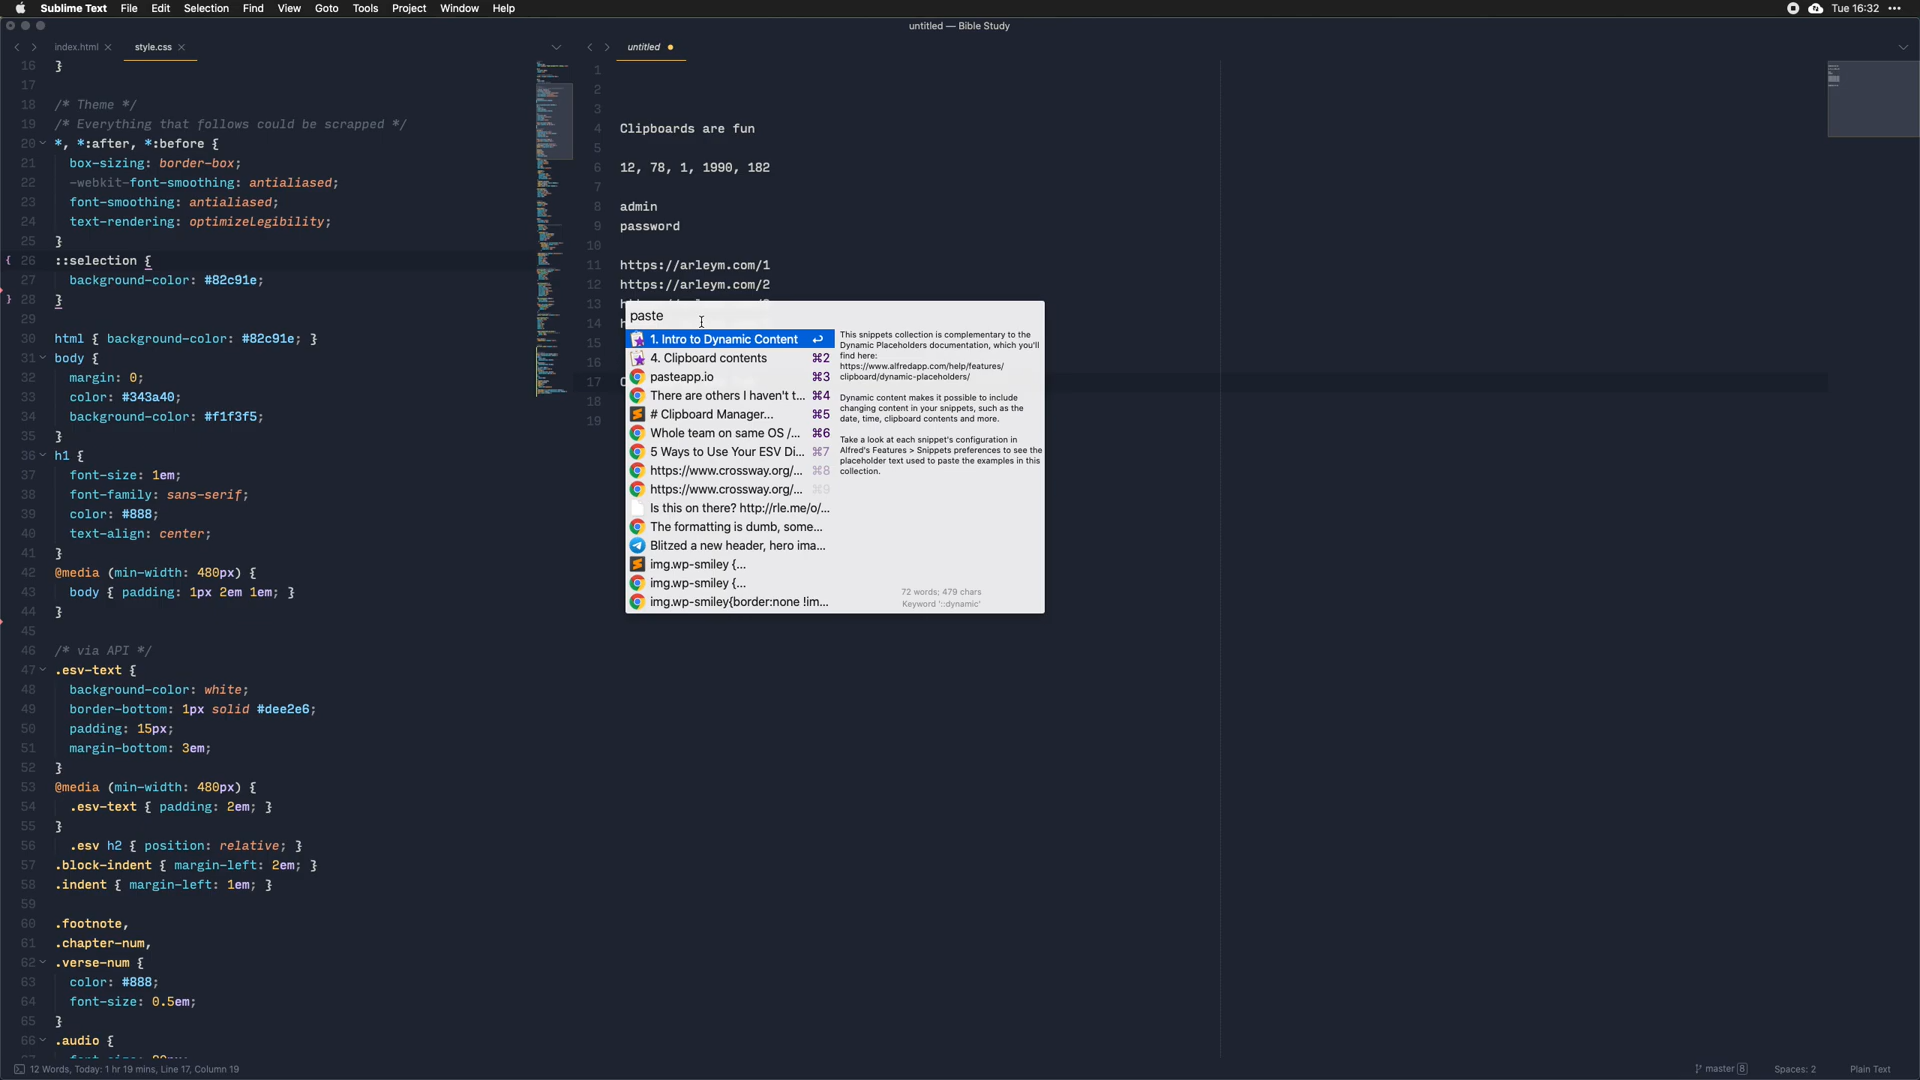 Sublime Text File Edit Selection Find View Goto Tools Project Window Help
Tue 16:32
untitled — Bible Study
index.html
style.css
untitled
16 }
17
18 /* Theme */
19 /* Everything that follows could be scrapped */
20 *, *:after, *:before {
21 box-sizing: border-box;
22 -webkit-font-smoothing: antialiased;
23 font-smoothing: antialiased;
24 text-rendering: optimizeLegibility;
25 }
{ 26 ::selection {
27 background-color: #82c91e;
} 28 }
29
30 html { background-color: #82c91e; }
31 body {
32 margin: 0;
33 color: #343a40;
34 background-color: #f1f3f5;
35 }
36 h1 {
37 font-size: 1em;
38 font-family: sans-serif;
39 color: #888;
40 text-align: center;
41 }
42 @media (min-width: 480px) {
43 body { padding: 1px 2em 1em; }
44 }
45
46 /* via API */
47 .esv-text {
48 background-color: white;
49 border-bottom: 1px solid #dee2e6;
50 padding: 15px;
51 margin-bottom: 3em;
52 }
53 @media (min-width: 480px) {
54 .esv-text { padding: 2em; }
55 }
56 .esv h2 { position: relative; }
57 .block-indent { margin-left: 2em; }
58 .indent { margin-left: 1em; }
59
60 .footnote,
61 .chapter-num,
62 .verse-num {
63 color: #888;
64 font-size: 0.5em;
65 }
66 .audio {
1
2
3
4 Clipboards are fun
5
6 12, 78, 1, 1990, 182
7
8 admin
9 password
10
11 https://arleym.com/1
12 https://arleym.com/2
13
14
15
16
17
18
19
paste
1. Intro to Dynamic Content
4. Clipboard contents ⌘2
pasteapp.io ⌘3
There are others I haven't t... ⌘4
# Clipboard Manager... ⌘5
Whole team on same OS /... ⌘6
5 Ways to Use Your ESV Di... ⌘7
https://www.crossway.org/... ⌘8
https://www.crossway.org/... ⌘9
Is this on there? http://rle.me/o/...
The formatting is dumb, some...
Blitzed a new header, hero ima...
img.wp-smiley {...
img.wp-smiley {...
img.wp-smiley{border:none !im...
This snippets collection is complementary to the
Dynamic Placeholders documentation, which you'll
find here:
https://www.alfredapp.com/help/features/
clipboard/dynamic-placeholders/
Dynamic content makes it possible to include
changing content in your snippets, such as the
date, time, clipboard contents and more.
Take a look at each snippet's configuration in
Alfred's Features > Snippets preferences to see the
placeholder text used to paste the examples in this
collection.
72 words; 479 chars
Keyword '::dynamic'
12 Words, Today: 1 hr 19 mins, Line 17, Column 19
master 8
Spaces: 2
Plain Text